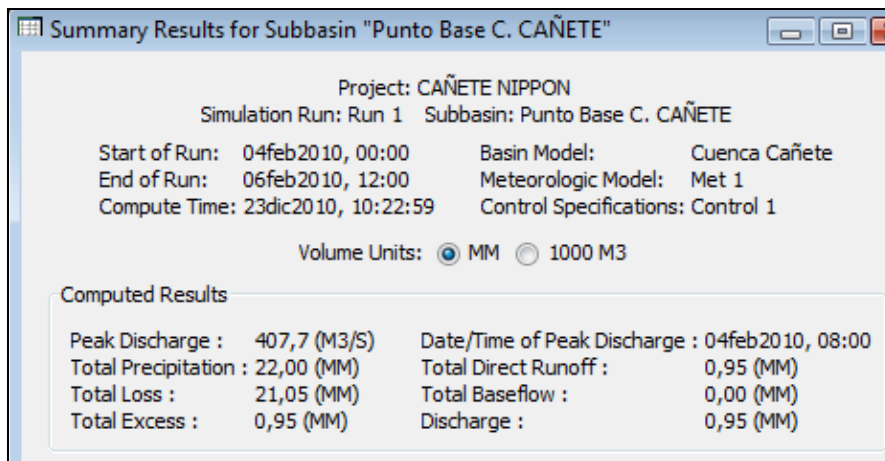 Summary Results for Subbasin "Punto Base C. CAÑETE"
Project: CAÑETE NIPPON
Simulation Run: Run 1 Subbasin: Punto Base C. CAÑETE
Start of Run: 04feb2010, 00:00 Basin Model: Cuenca Cañete
End of Run: 06feb2010, 12:00 Meteorologic Model: Met 1
Compute Time: 23dic2010, 10:22:59 Control Specifications: Control 1
Volume Units: MM 1000 M3
Computed Results
Peak Discharge : 407,7 (M3/S) Date/Time of Peak Discharge : 04feb2010, 08:00
Total Precipitation : 22,00 (MM) Total Direct Runoff : 0,95 (MM)
Total Loss : 21,05 (MM) Total Baseflow : 0,00 (MM)
Total Excess : 0,95 (MM) Discharge : 0,95 (MM)